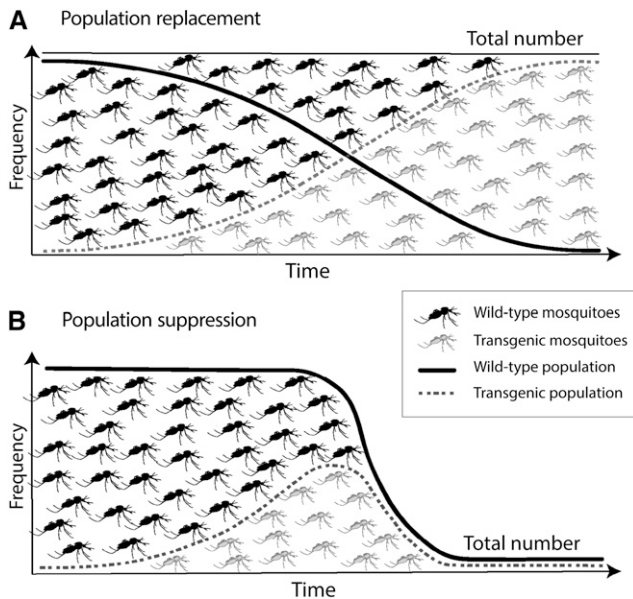 A
Population replacement
Total number
Frequency
Time
B
Population suppression
Wild-type mosquitoes
Transgenic mosquitoes
Wild-type population
Transgenic population
Frequency
Total number
Time